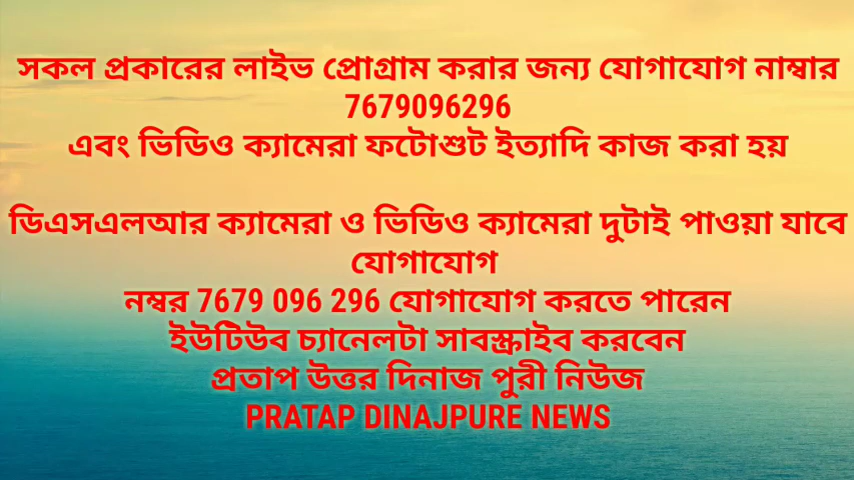 সকল প্রকারের লাইভ প্রোগ্রাম করার জন্য যোগাযোগ নাম্বার
7679096296
এবং ভিডিও ক্যামেরা ফটোশুট ইত্যাদি কাজ করা হয়
ডিএসএলআর ক্যামেরা ও ভিডিও ক্যামেরা দুটাই পাওয়া যাবে
যোগাযোগ
নম্বর 7679 096 296 যোগাযোগ করতে পারেন
ইউটিউব চ্যানেলটা সাবস্ক্রাইব করবেন
প্রতাপ উত্তর দিনাজ পুরী নিউজ
PRATAP DINAJPURE NEWS